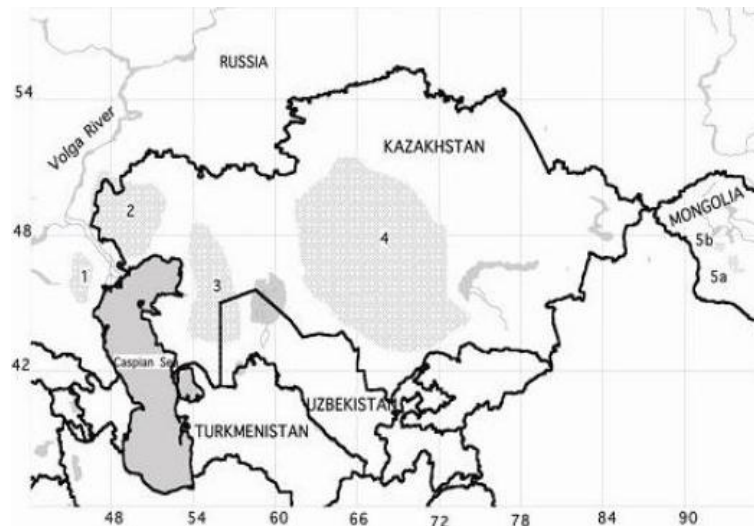 RUSSIA
54
Volga River
KAZAKHSTAN
2
MONGOLIA
48
4
5b
1
3
5a
42
Caspian Se
UZBEKISTAN
TURKMENISTAN
48 54 60 66 72 78 84 90